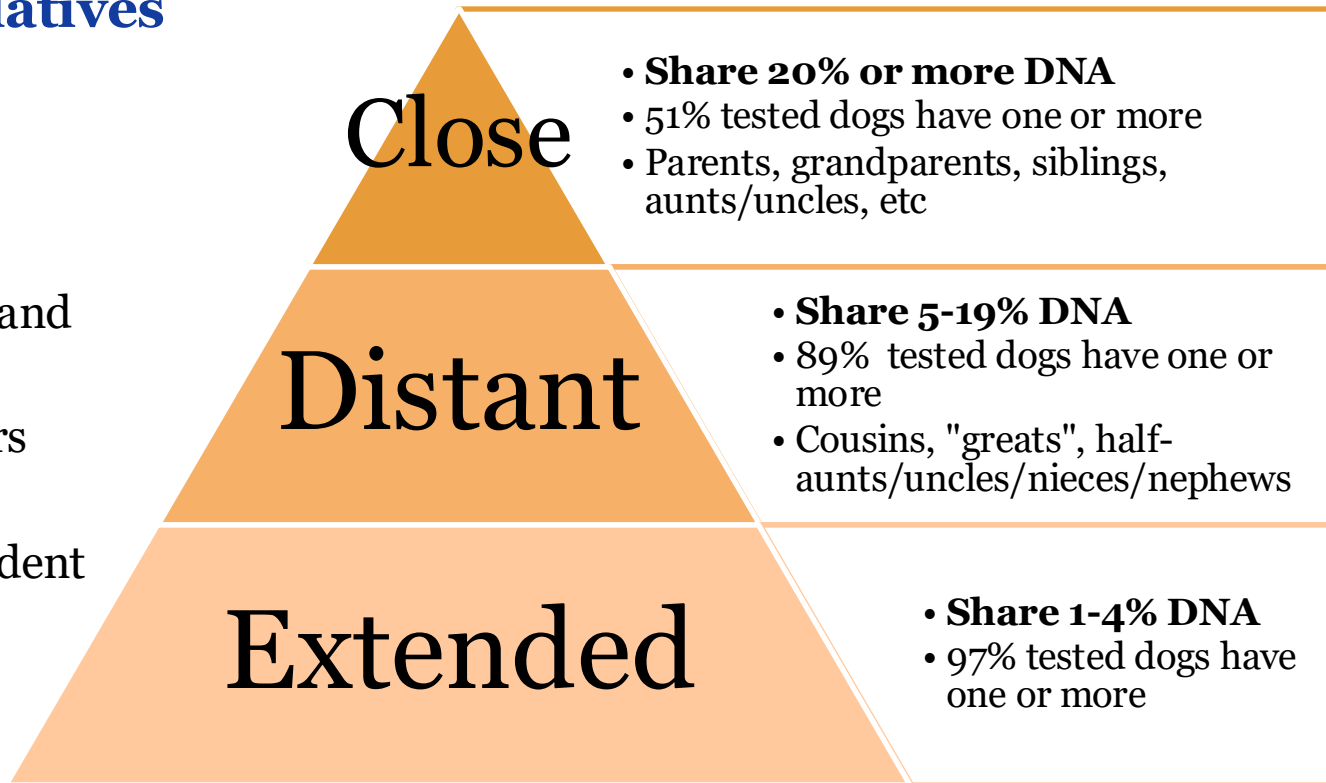 latives
and
rs
dent
Close
• Share 20% or more DNA
• 51% tested dogs have one or more
• Parents, grandparents, siblings,
aunts/uncles, etc
Distant
• Share 5-19% DNA
• 89% tested dogs have one or
more
• Cousins, "greats", half-
aunts/uncles/nieces/nephews
Extended
• Share 1-4% DNA
• 97% tested dogs have
one or more